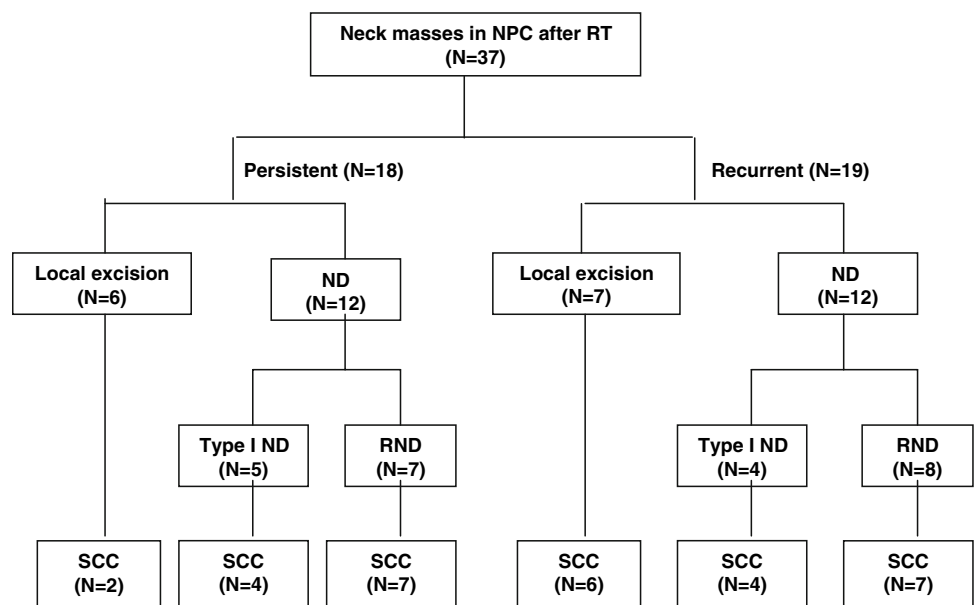 Neck masses in NPC after RT
(N=37)
Persistent (N=18)
Recurrent (N=19)
Local excision
(N=6)
ND
(N=12)
Local excision
(N=7)
ND
(N=12)
Type I ND
(N=5)
RND
(N=7)
Type I ND
(N=4)
RND
(N=8)
SCC
(N=2)
SCC
(N=4)
SCC
(N=7)
SCC
(N=6)
SCC
(N=4)
SCC
(N=7)